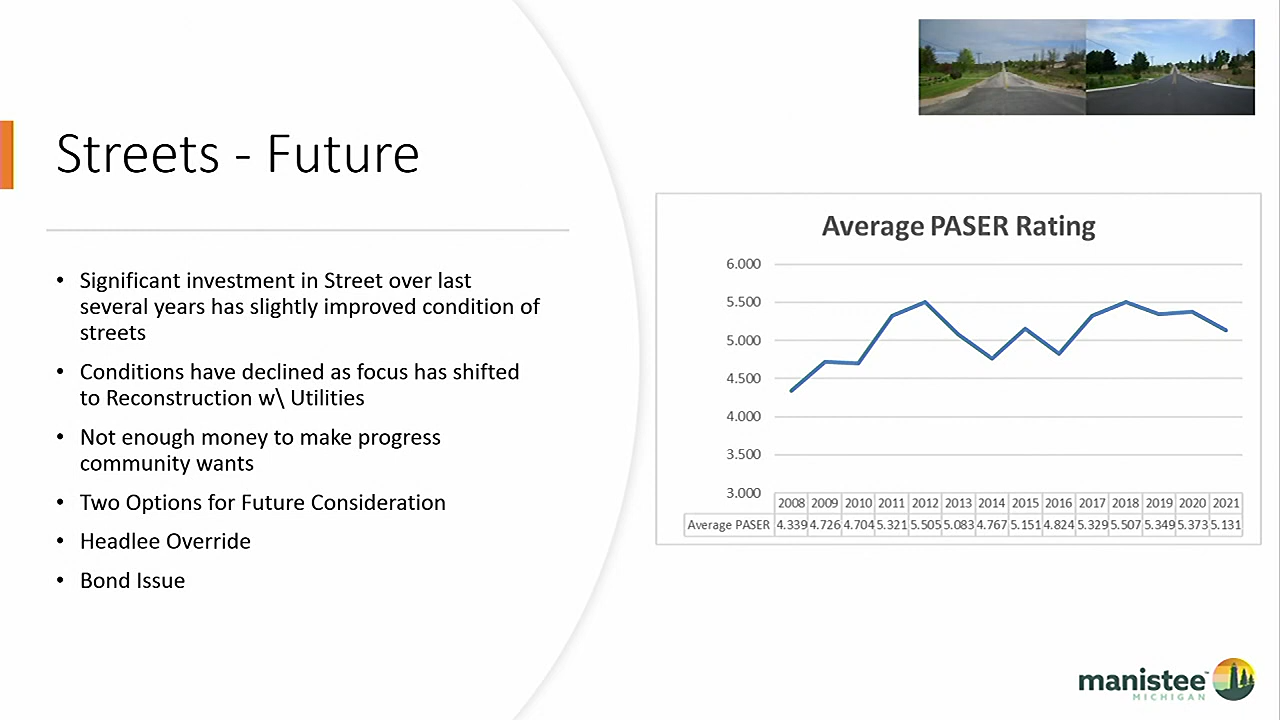 Streets - Future
• Significant investment in Street over last
several years has slightly improved condition of
streets
• Conditions have declined as focus has shifted
to Reconstruction w\ Utilities
• Not enough money to make progress
community wants
• Two Options for Future Consideration
• Headlee Override
• Bond Issue
Average PASER Rating
6.000
5.500
5.000
4.500
4.000
3.500
3.000
2008 2009 2010 2011 2012 2013 2014 2015 2016 2017 2018 2019 2020 2021
Average PASER 4.339 4.726 4.704 5.321 5.505 5.083 4.767 5.151 4.824 5.329 5.507 5.349 5.373 5.131
manistee
MICHIGAN